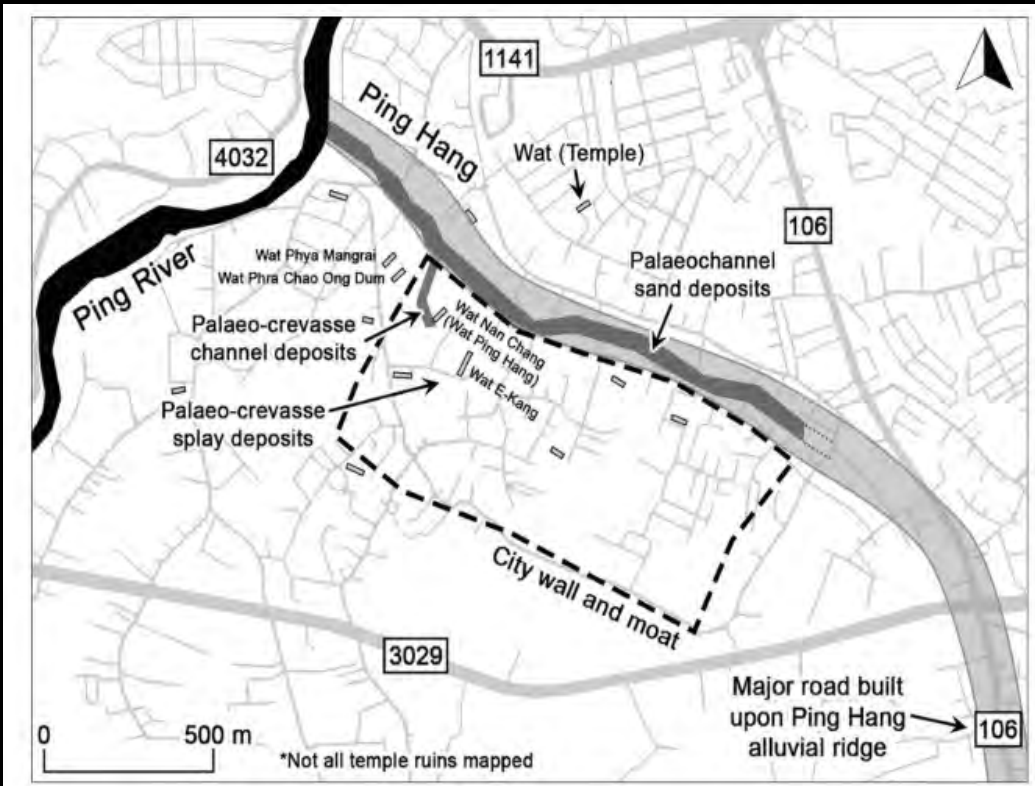 1141
Ping Hang
4032
Wat (Temple)
106
Ping River
Wat Phya Mangrai
Wat Phra Chao Ong Dum
Palaeochannel
sand deposits
Palaeo-crevasse
channel deposits
Wat Nan Chang
(Wat Ping Hang)
Wat E-Kang
Palaeo-crevasse
splay deposits
City wall and moat
3029
Major road built
upon Ping Hang
alluvial ridge
106
0 500 m
*Not all temple ruins mapped